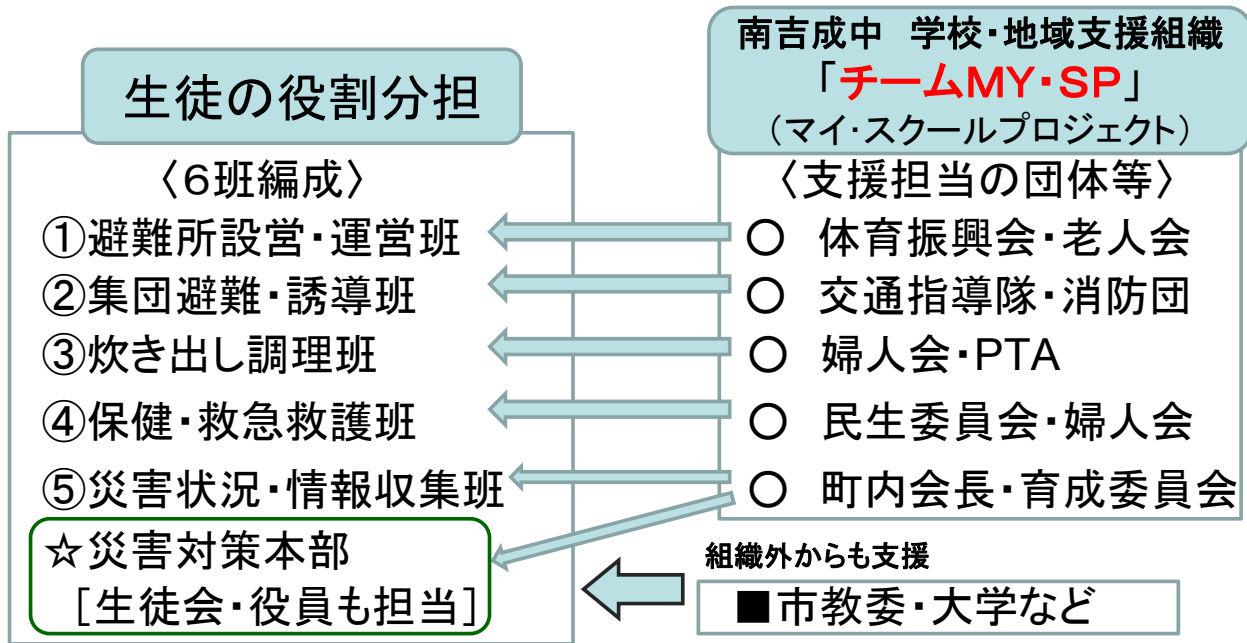 生徒の役割分担
〈6班編成〉
①避難所設営・運営班
②集団避難・誘導班
③炊き出し調理班
④保健・救急救護班
⑤災害状況・情報収集班
☆災害対策本部
［生徒会・役員も担当］
南吉成中　学校・地域支援組織
「チームMY・SP」
（マイ・スクールプロジェクト）
〈支援担当の団体等〉
○　体育振興会・老人会
○　交通指導隊・消防団
○　婦人会・PTA
○　民生委員会・婦人会
○　町内会長・育成委員会
組織外からも支援
■市教委・大学など